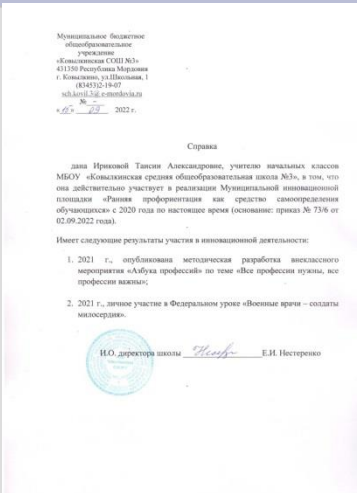 Муниципальное бюджетное
общеобразовательное
учреждение
«Ковылкинская СОШ №3»
431350 Республика Мордовия
г. Ковылкино, ул.Школьная, 1
(83453)2-19-07
sch.kovil.3@ e-mordovia.ru
№ -
«15» 09 2022 г.
Справка
дана Ириковой Таисии Александровне, учителю начальных классов
МБОУ «Ковылкинская средняя общеобразовательная школа №3», в том, что
она действительно участвует в реализации Муниципальной инновационной
площадки «Ранняя профориентация как средство самоопределения
обучающихся» с 2020 года по настоящее время (основание: приказ № 73/6 от
02.09.2022 года).
Имеет следующие результаты участия в инновационной деятельности:
1. 2021 г., опубликована методическая разработка внеклассного
мероприятия «Азбука профессий» по теме «Все профессии нужны, все
профессии важны»;
2. 2021 г., личное участие в Федеральном уроке «Военные врачи – солдаты
милосердия».
И.О. директора школы Е.И. Нестеренко